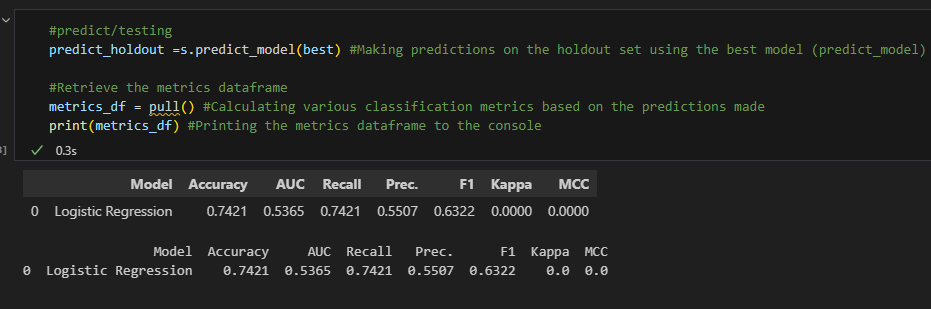 #predict/testing
predict_holdout =s.predict_model(best) #Making predictions on the holdout set using the best model (predict_model)
#Retrieve the metrics dataframe
metrics_df = pull() #Calculating various classification metrics based on the predictions made
print(metrics_df) #Printing the metrics dataframe to the console
0.3s
Model Accuracy AUC Recall Prec. F1 Kappa MCC
0 Logistic Regression 0.7421 0.5365 0.7421 0.5507 0.6322 0.0000 0.0000
Model Accuracy AUC Recall Prec. F1 Kappa MCC
0 Logistic Regression 0.7421 0.5365 0.7421 0.5507 0.6322 0.0 0.0